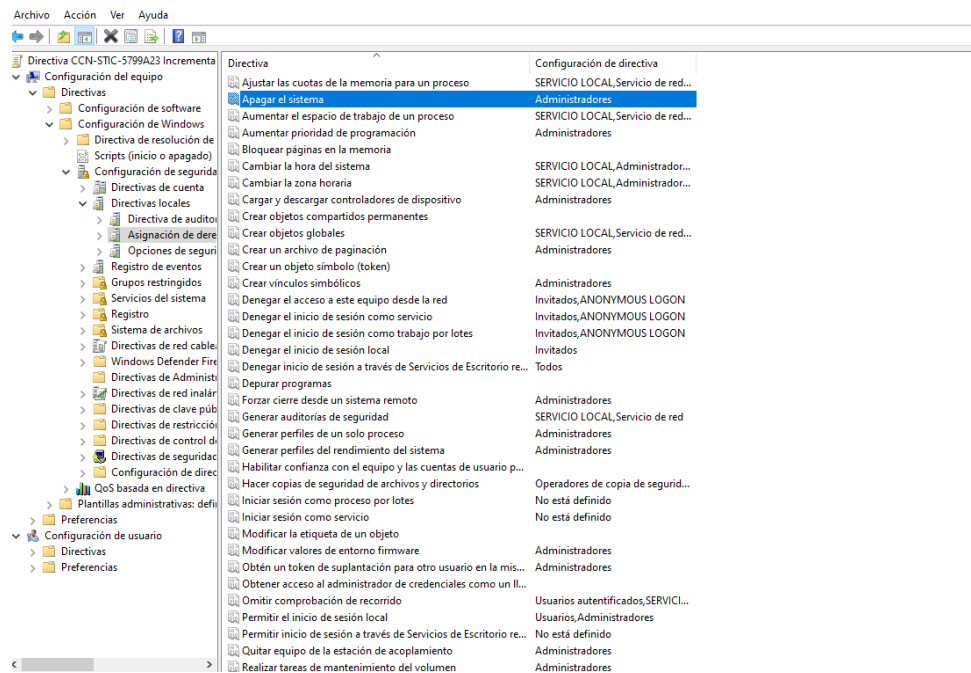 Archivo Acción Ver Ayuda
Directiva CCN-STIC-5799A23 Incrementa
Configuración del equipo
Directivas
Configuración de software
Configuración de Windows
Directiva de resolución de
Scripts (inicio o apagado)
Configuración de segurida
Directivas de cuenta
Directivas locales
Directiva de auditor
Asignación de dere
Opciones de seguri
Registro de eventos
Grupos restringidos
Servicios del sistema
Registro
Sistema de archivos
Directivas de red cablea
Windows Defender Fire
Directivas de Administ
Directivas de red inalár
Directivas de clave púb
Directivas de restricció
Directivas de control d
Directivas de seguridad
Configuración de direc
QoS basada en directiva
Plantillas administrativas: defi
Preferencias
Configuración de usuario
Directivas
Preferencias
Directiva Configuración de directiva
Ajustar las cuotas de la memoria para un proceso SERVICIO LOCAL,Servicio de red...
Apagar el sistema Administradores
Aumentar el espacio de trabajo de un proceso SERVICIO LOCAL,Servicio de red...
Aumentar prioridad de programación Administradores
Bloquear páginas en la memoria
Cambiar la hora del sistema SERVICIO LOCAL,Administrador...
Cambiar la zona horaria SERVICIO LOCAL,Administrador...
Cargar y descargar controladores de dispositivo Administradores
Crear objetos compartidos permanentes
Crear objetos globales SERVICIO LOCAL,Servicio de red...
Crear un archivo de paginación Administradores
Crear un objeto símbolo (token)
Crear vínculos simbólicos Administradores
Denegar el acceso a este equipo desde la red Invitados,ANONYMOUS LOGON
Denegar el inicio de sesión como servicio Invitados,ANONYMOUS LOGON
Denegar el inicio de sesión como trabajo por lotes Invitados,ANONYMOUS LOGON
Denegar el inicio de sesión local Invitados
Denegar inicio de sesión a través de Servicios de Escritorio re... Todos
Depurar programas
Forzar cierre desde un sistema remoto Administradores
Generar auditorías de seguridad SERVICIO LOCAL,Servicio de red
Generar perfiles de un solo proceso Administradores
Generar perfiles del rendimiento del sistema Administradores
Habilitar confianza con el equipo y las cuentas de usuario p...
Hacer copias de seguridad de archivos y directorios Operadores de copia de segurid...
Iniciar sesión como proceso por lotes No está definido
Iniciar sesión como servicio No está definido
Modificar la etiqueta de un objeto
Modificar valores de entorno firmware Administradores
Obtén un token de suplantación para otro usuario en la mis... Administradores
Obtener acceso al administrador de credenciales como un ll...
Omitir comprobación de recorrido Usuarios autentificados,SERVICI...
Permitir el inicio de sesión local Usuarios,Administradores
Permitir inicio de sesión a través de Servicios de Escritorio re... No está definido
Quitar equipo de la estación de acoplamiento Administradores
Realizar tareas de mantenimiento del volumen Administradores